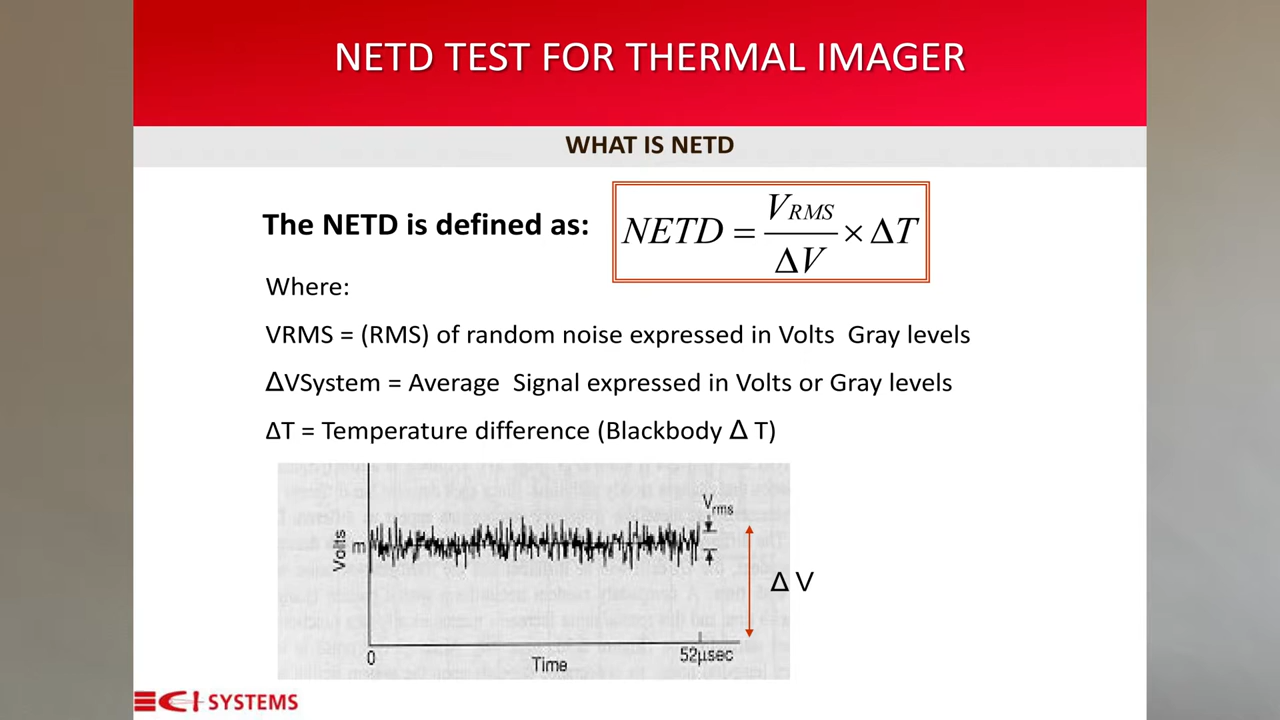 NETD TEST FOR THERMAL IMAGER
WHAT IS NETD
The NETD is defined as:
NETD = VRMS / ΔV × ΔT
Where:
VRMS = (RMS) of random noise expressed in Volts Gray levels
ΔVSystem = Average Signal expressed in Volts or Gray levels
ΔT = Temperature difference (Blackbody Δ T)
Vrms
Volts
m
Δ V
0
Time
52µsec
CI SYSTEMS